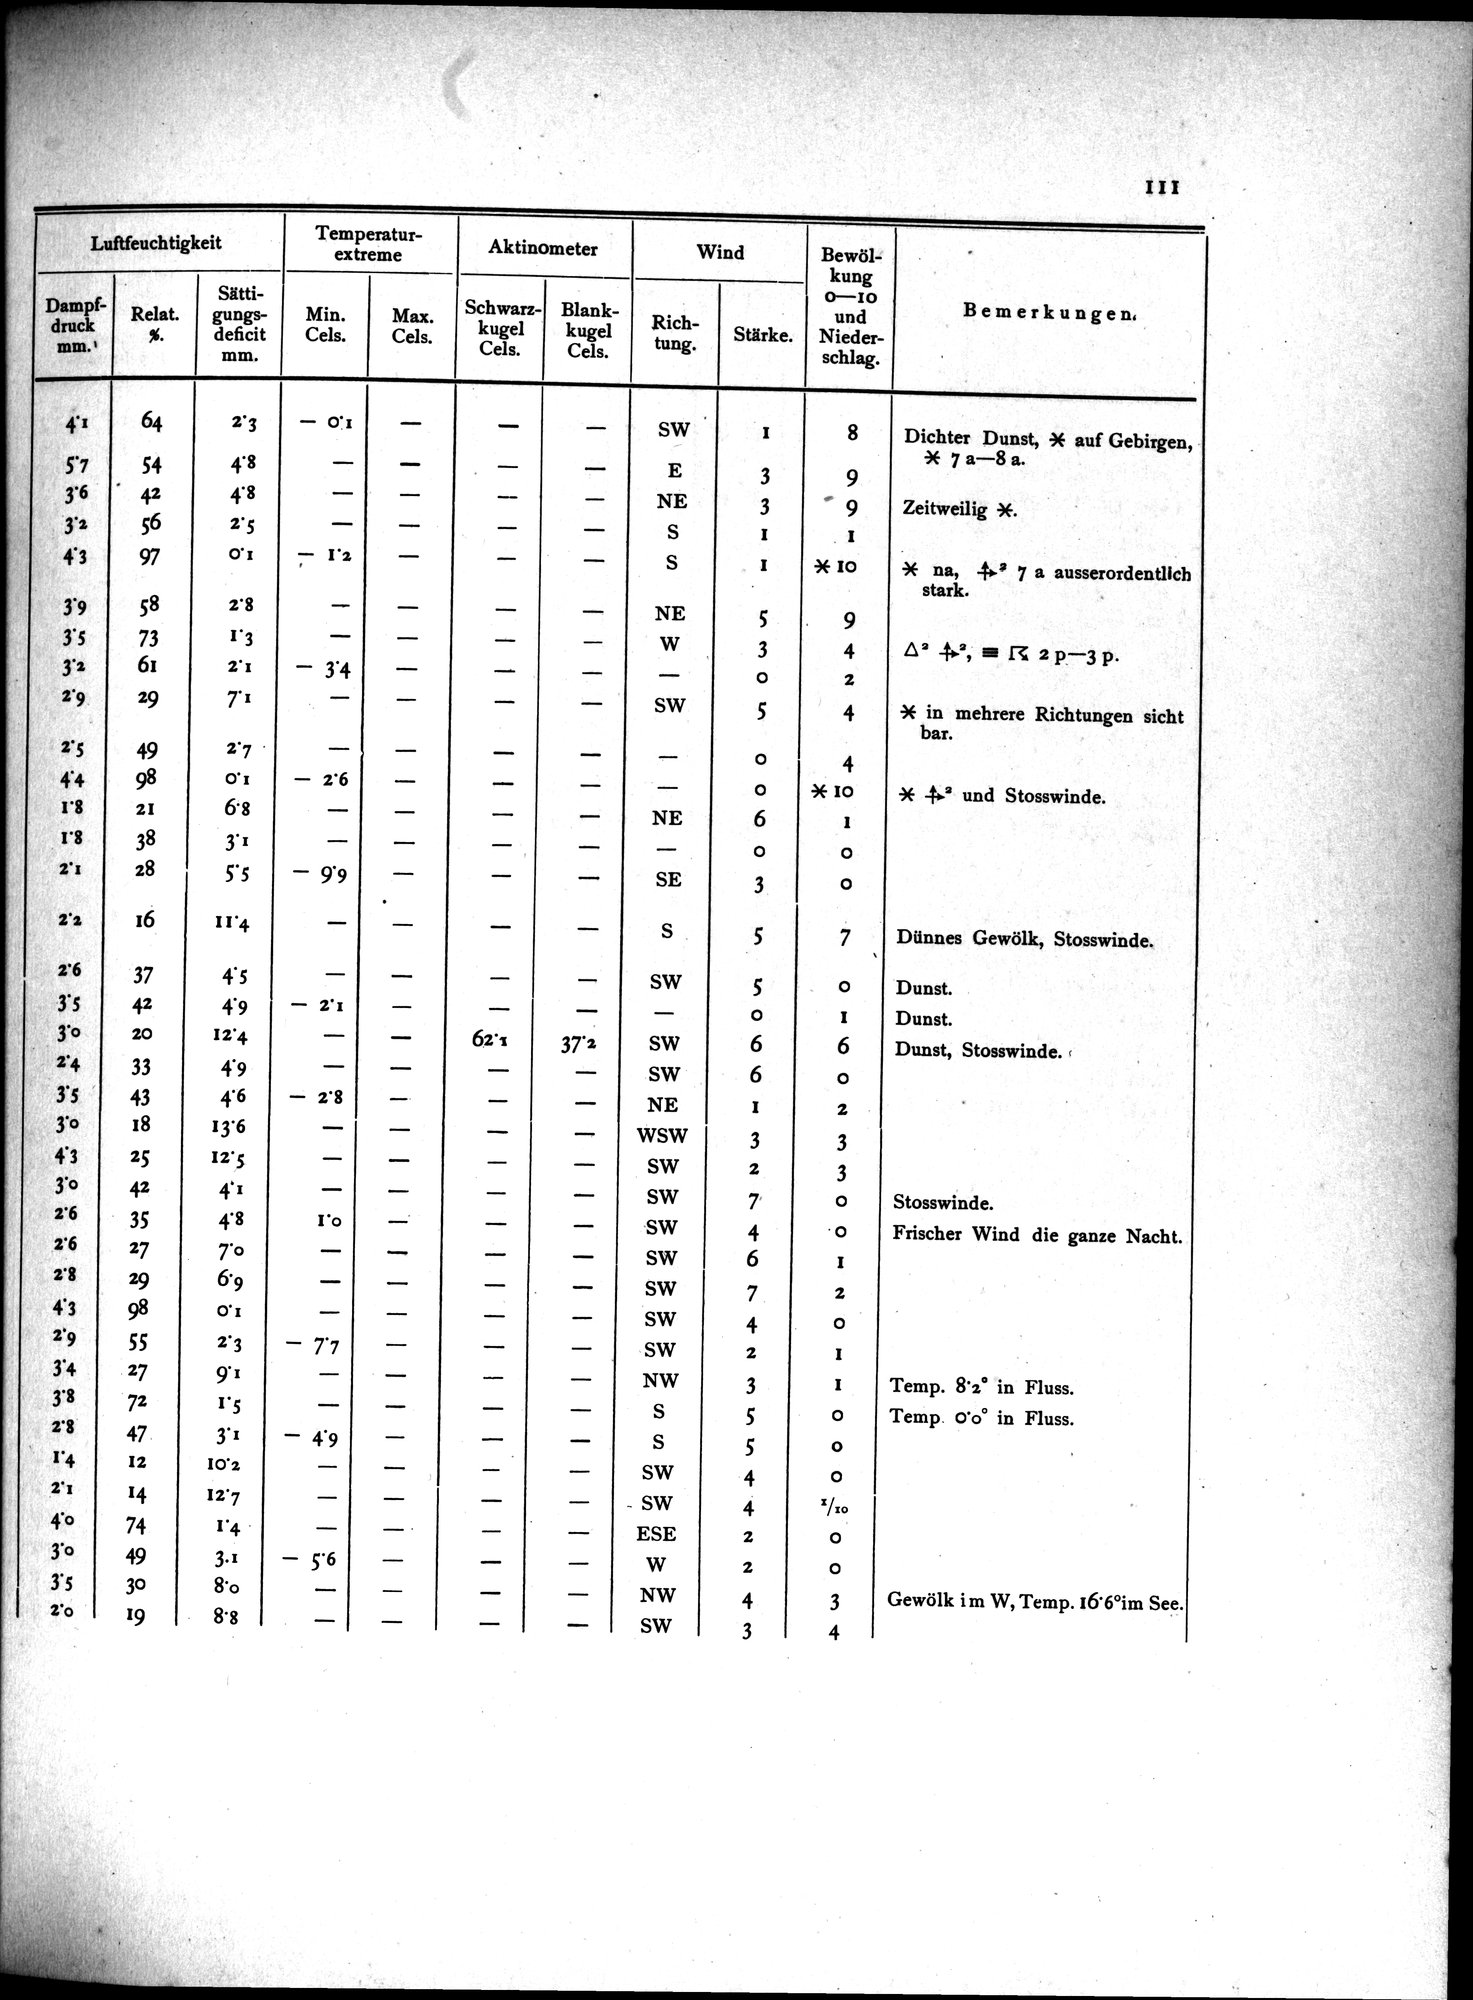 111
Luftfeuchtigkeit | Temperatur-extreme | Aktinometer | Wind | Bewölkung 0—10 und Niederschlag. | Bemerkungen.
Dampf-druck mm. | Relat. %. | Sätti-gungs-deficit mm. | Min. Cels. | Max. Cels. | Schwarz-kugel Cels. | Blank-kugel Cels. | Rich-tung. | Stärke.
4·1 | 64 | 2·3 | — 0·1 | — | — | — | SW | 1 | 8 | Dichter Dunst, ✶ auf Gebirgen,
✶ 7 a—8 a.
5·7 | 54 | 4·8 | — | — | — | — | E | 3 | 9
3·6 | 42 | 4·8 | — | — | — | — | NE | 3 | 9 | Zeitweilig ✶.
3·2 | 56 | 2·5 | — | — | — | — | S | 1 | 1
4·3 | 97 | 0·1 | — 1·2 | — | — | — | S | 1 | ✶ 10 | ✶ na, ² 7 a ausserordentlich
stark.
3·9 | 58 | 2·8 | — | — | — | — | NE | 5 | 9
3·5 | 73 | 1·3 | — | — | — | — | W | 3 | 4 | △² ², ≡ ☈ 2 p—3 p.
3·2 | 61 | 2·1 | — 3·4 | — | — | — | — | 0 | 2
2·9 | 29 | 7·1 | — | — | — | — | SW | 5 | 4 | ✶ in mehrere Richtungen sicht
bar.
2·5 | 49 | 2·7 | — | — | — | — | — | 0 | 4
4·4 | 98 | 0·1 | — 2·6 | — | — | — | — | 0 | ✶ 10 | ✶ ² und Stosswinde.
1·8 | 21 | 6·8 | — | — | — | — | NE | 6 | 1
1·8 | 38 | 3·1 | — | — | — | — | — | 0 | 0
2·1 | 28 | 5·5 | — 9·9 | — | — | — | SE | 3 | 0
2·2 | 16 | 11·4 | — | — | — | — | S | 5 | 7 | Dünnes Gewölk, Stosswinde.
2·6 | 37 | 4·5 | — | — | — | — | SW | 5 | 0 | Dunst.
3·5 | 42 | 4·9 | — 2·1 | — | — | — | — | 0 | 1 | Dunst.
3·0 | 20 | 12·4 | — | — | 62·1 | 37·2 | SW | 6 | 6 | Dunst, Stosswinde.
2·4 | 33 | 4·9 | — | — | — | — | SW | 6 | 0
3·5 | 43 | 4·6 | — 2·8 | — | — | — | NE | 1 | 2
3·0 | 18 | 13·6 | — | — | — | — | WSW | 3 | 3
4·3 | 25 | 12·5 | — | — | — | — | SW | 2 | 3
3·0 | 42 | 4·1 | — | — | — | — | SW | 7 | 0 | Stosswinde.
2·6 | 35 | 4·8 | 1·0 | — | — | — | SW | 4 | 0 | Frischer Wind die ganze Nacht.
2·6 | 27 | 7·0 | — | — | — | — | SW | 6 | 1
2·8 | 29 | 6·9 | — | — | — | — | SW | 7 | 2
4·3 | 98 | 0·1 | — | — | — | — | SW | 4 | 0
2·9 | 55 | 2·3 | — 7·7 | — | — | — | SW | 2 | 1
3·4 | 27 | 9·1 | — | — | — | — | NW | 3 | 1 | Temp. 8·2° in Fluss.
3·8 | 72 | 1·5 | — | — | — | — | S | 5 | 0 | Temp. 0·0° in Fluss.
2·8 | 47 | 3·1 | — 4·9 | — | — | — | S | 5 | 0
1·4 | 12 | 10·2 | — | — | — | — | SW | 4 | 0
2·1 | 14 | 12·7 | — | — | — | — | SW | 4 | 1/10
4·0 | 74 | 1·4 | — | — | — | — | ESE | 2 | 0
3·0 | 49 | 3.1 | — 5·6 | — | — | — | W | 2 | 0
3·5 | 30 | 8·0 | — | — | — | — | NW | 4 | 3 | Gewölk im W, Temp. 16·6° im See.
2·0 | 19 | 8·8 | — | — | — | — | SW | 3 | 4